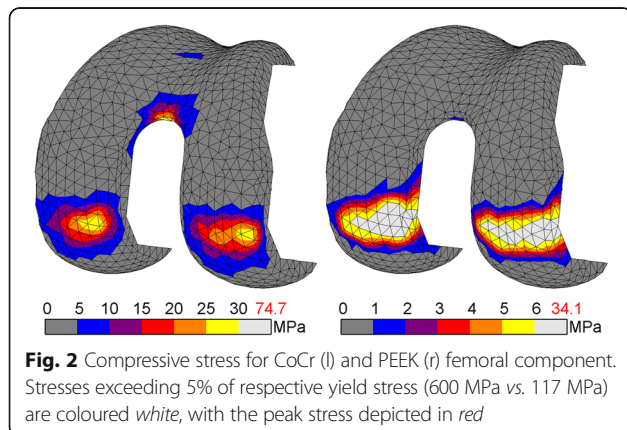 0 5 10 15 20 25 30 74.7
MPa
0 1 2 3 4 5 6 34.1
MPa
Fig. 2 Compressive stress for CoCr (l) and PEEK (r) femoral component.
Stresses exceeding 5% of respective yield stress (600 MPa vs. 117 MPa)
are coloured white, with the peak stress depicted in red